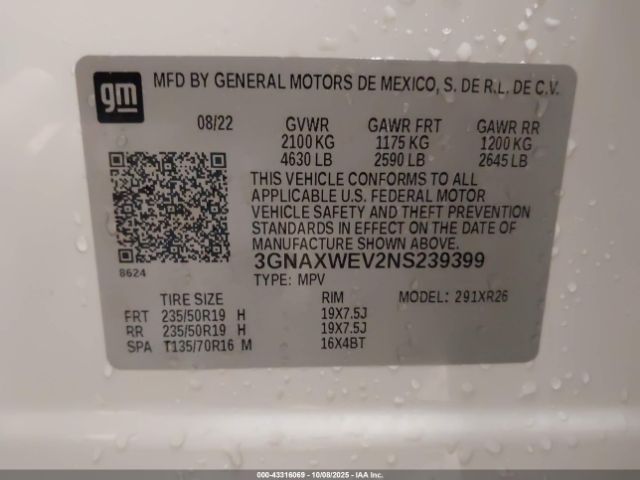 gm
MFD BY GENERAL MOTORS DE MEXICO, S. DE R.L. DE C.V.
08/22 GVWR GAWR FRT GAWR RR
2100 KG 1175 KG 1200 KG
4630 LB 2590 LB 2645 LB
THIS VEHICLE CONFORMS TO ALL
APPLICABLE U.S. FEDERAL MOTOR
VEHICLE SAFETY AND THEFT PREVENTION
STANDARDS IN EFFECT ON THE DATE OF
MANUFACTURE SHOWN ABOVE.
8624
3GNAXWEV2NS239399
TYPE: MPV MODEL: 291XR26
TIRE SIZE RIM
FRT 235/50R19 H 19X7.5J
RR 235/50R19 H 19X7.5J
SPA T135/70R16 M 16X4BT
000-43316069 - 10/08/2025 - IAA Inc.